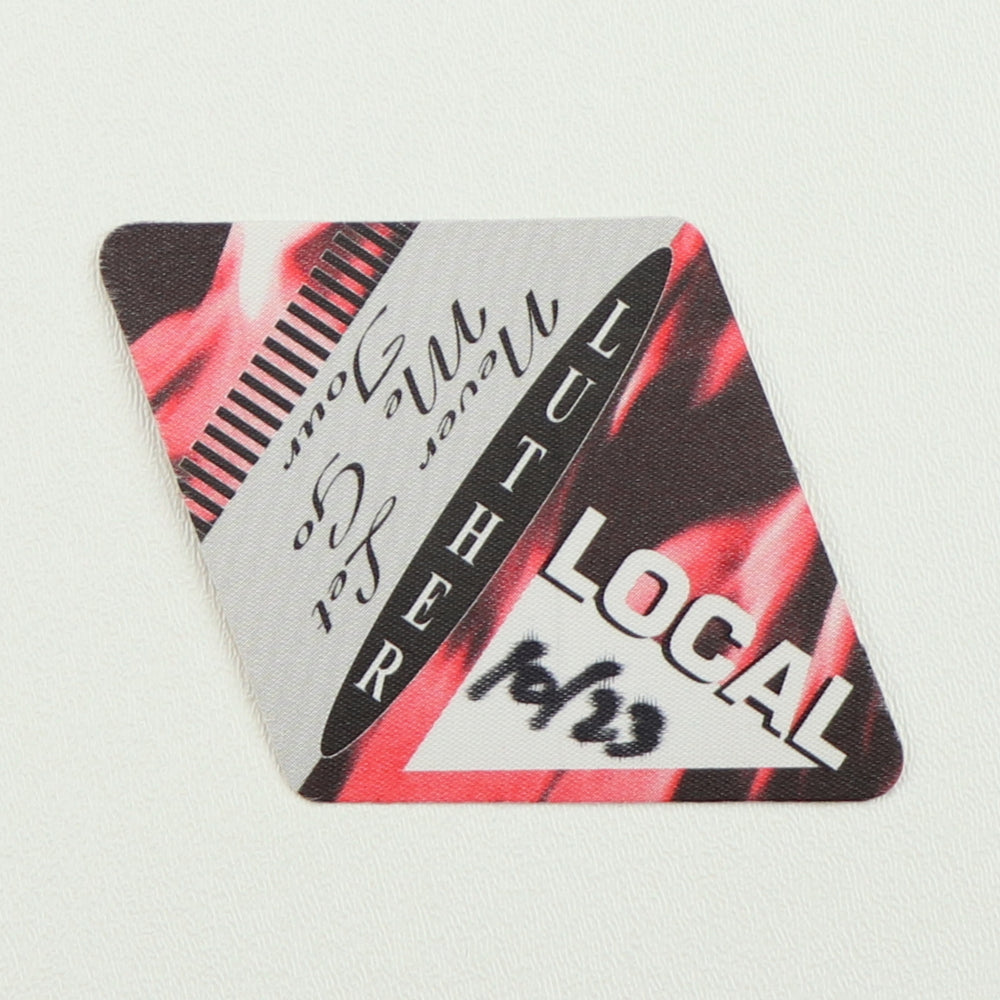 LUTHER
Never Let
Me Go
Tour
LOCAL
10/23